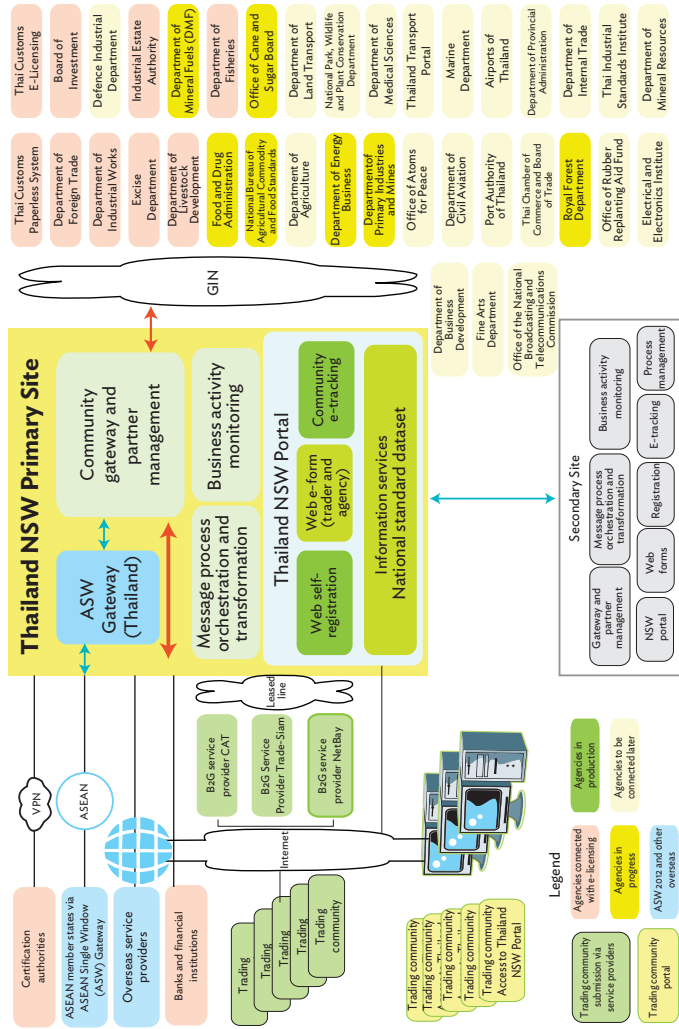 Certification
authorities
VPN
ASEAN member states via
ASEAN Single Window
(ASW) Gateway
ASEAN
Overseas service
providers
Banks and financial
institutions
Trading
Trading
Trading
Trading
Trading
community
Internet
B2G service
provider CAT
B2G Service
Provider Trade-Siam
B2G service
provider NetBay
Leased
line
Trading community
Trading community
Trading community
Trading community
Trading community
Access to Thailand
NSW Portal
Thailand NSW Primary Site
ASW
Gateway
(Thailand)
Community
gateway and
partner
management
Message process
orchestration and
transformation
Business activity
monitoring
Thailand NSW Portal
Web self-
registration
Web e-form
(trader and
agency)
Community
e-tracking
Information services
National standard dataset
GIN
Thai Customs
Paperless System
Thai Customs
E-Licensing
Department of
Foreign Trade
Board of
Investment
Department of
Industrial Works
Defence Industrial
Department
Excise
Department
Industrial Estate
Authority
Department of
Livestock
Development
Department of
Mineral Fuels (DMF)
Food and Drug
Administration
Department of
Fisheries
National Bureau of
Agricultural Commodity
and Food Standards
Office of Cane and
Sugar Board
Department of
Agriculture
Department of
Land Transport
Department of Energy
Business
National Park, Wildlife
and Plant Conservation
Department
Departmentof
Primary Industries
and Mines
Department of
Medical Sciences
Office of Atoms
for Peace
Thailand Transport
Portal
Department of
Civil Aviation
Marine
Department
Port Authority
of Thailand
Airports of
Thailand
Thai Chamber of
Commerce and Board
of Trade
Department of Provincial
Administration
Royal Forest
Department
Department of
Internal Trade
Office of Rubber
Replanting Aid Fund
Thai Industrial
Standards Institute
Electrical and
Electronics Institute
Department of
Mineral Resources
Department of
Business
Development
Fine Arts
Department
Office of the National
Broadcasting and
Telecommunications
Commission
Legend
Trading community
submission via
service providers
Agencies connected
with e-licensing
Agencies in
production
Trading community
portal
Agencies in
progress
Agencies to be
connected later
ASW 2012 and other
overseas
Secondary Site
Gateway and
partner
management
Message process
orchestration and
transformation
Business activity
monitoring
NSW
portal
Web
forms
Registration
E-tracking
Process
management